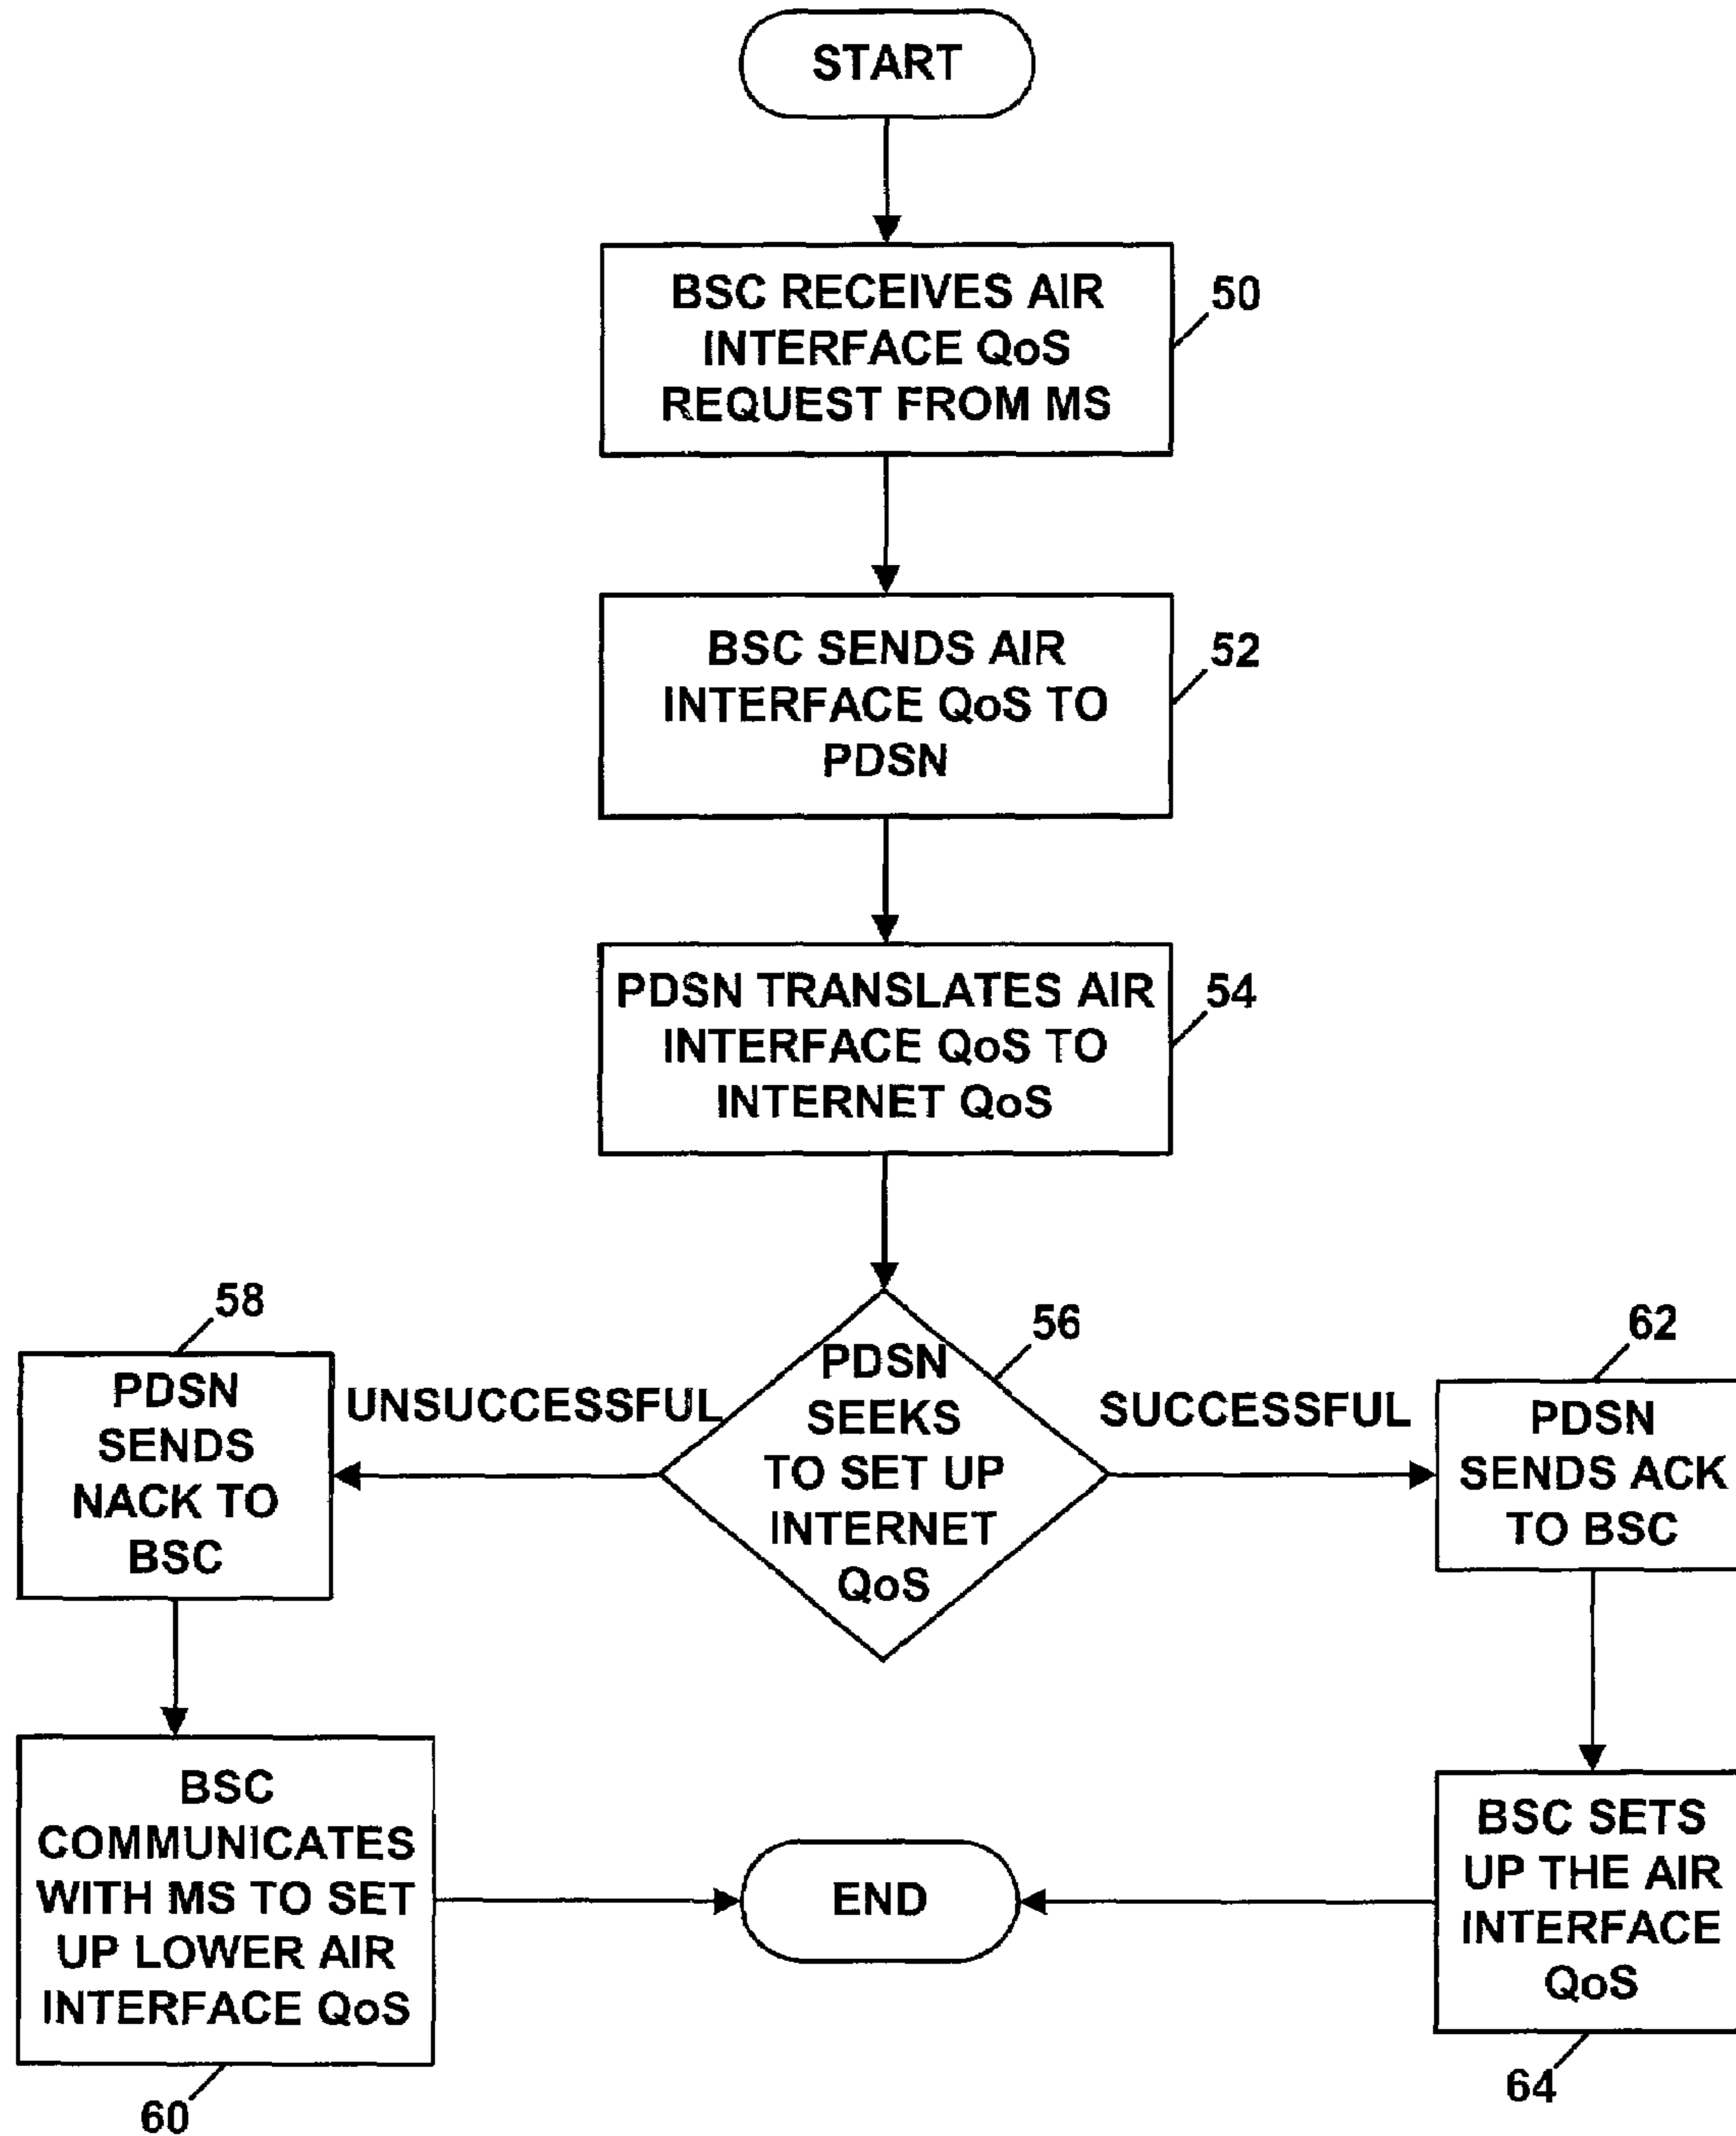 START
BSC RECEIVES AIR
INTERFACE QoS
REQUEST FROM MS
50
BSC SENDS AIR
INTERFACE QoS TO
PDSN
52
PDSN TRANSLATES AIR
INTERFACE QoS TO
INTERNET QoS
54
58
PDSN
SENDS
NACK TO
BSC
UNSUCCESSFUL
56
PDSN
SEEKS
TO SET UP
INTERNET
QoS
SUCCESSFUL
62
PDSN
SENDS ACK
TO BSC
BSC
COMMUNICATES
WITH MS TO SET
UP LOWER AIR
INTERFACE QoS
60
END
BSC SETS
UP THE AIR
INTERFACE
QoS
64